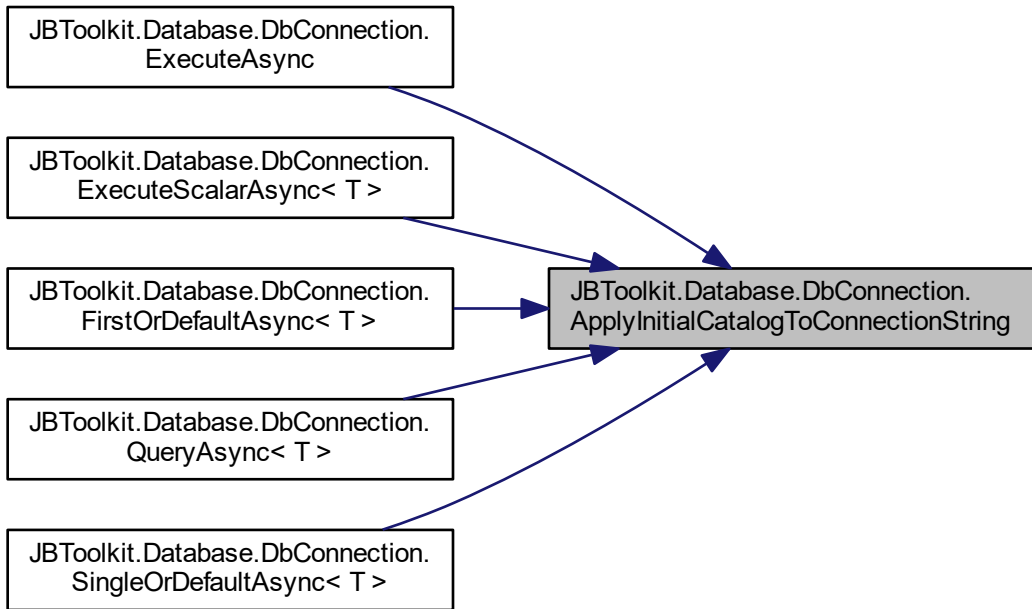 JBToolkit.Database.DbConnection.
ExecuteAsync
JBToolkit.Database.DbConnection.
ExecuteScalarAsync< T >
JBToolkit.Database.DbConnection.
FirstOrDefaultAsync< T >
JBToolkit.Database.DbConnection.
ApplyInitialCatalogToConnectionString
JBToolkit.Database.DbConnection.
QueryAsync< T >
JBToolkit.Database.DbConnection.
SingleOrDefaultAsync< T >